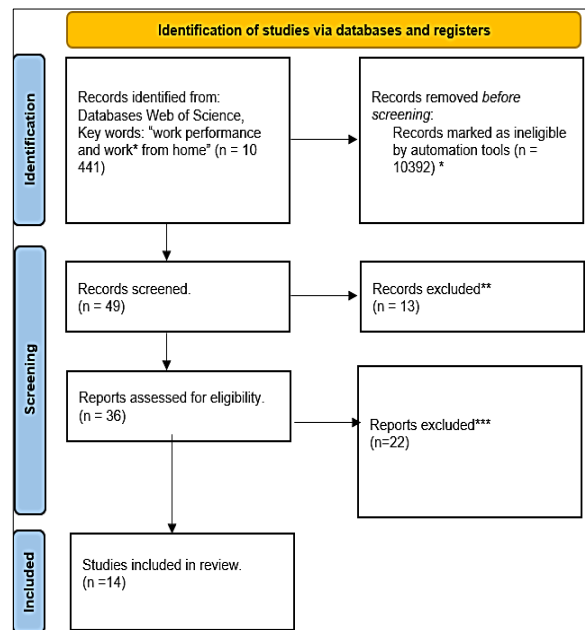 Identification of studies via databases and registers
Identification
Records identified from:
Databases Web of Science,
Key words: “work performance
and work* from home” (n = 10
441)
Records removed before
screening:
Records marked as ineligible
by automation tools (n =
10392) *
Screening
Records screened.
(n = 49)
Records excluded**
(n = 13)
Reports assessed for eligibility.
(n = 36)
Reports excluded***
(n=22)
Included
Studies included in review.
(n =14)